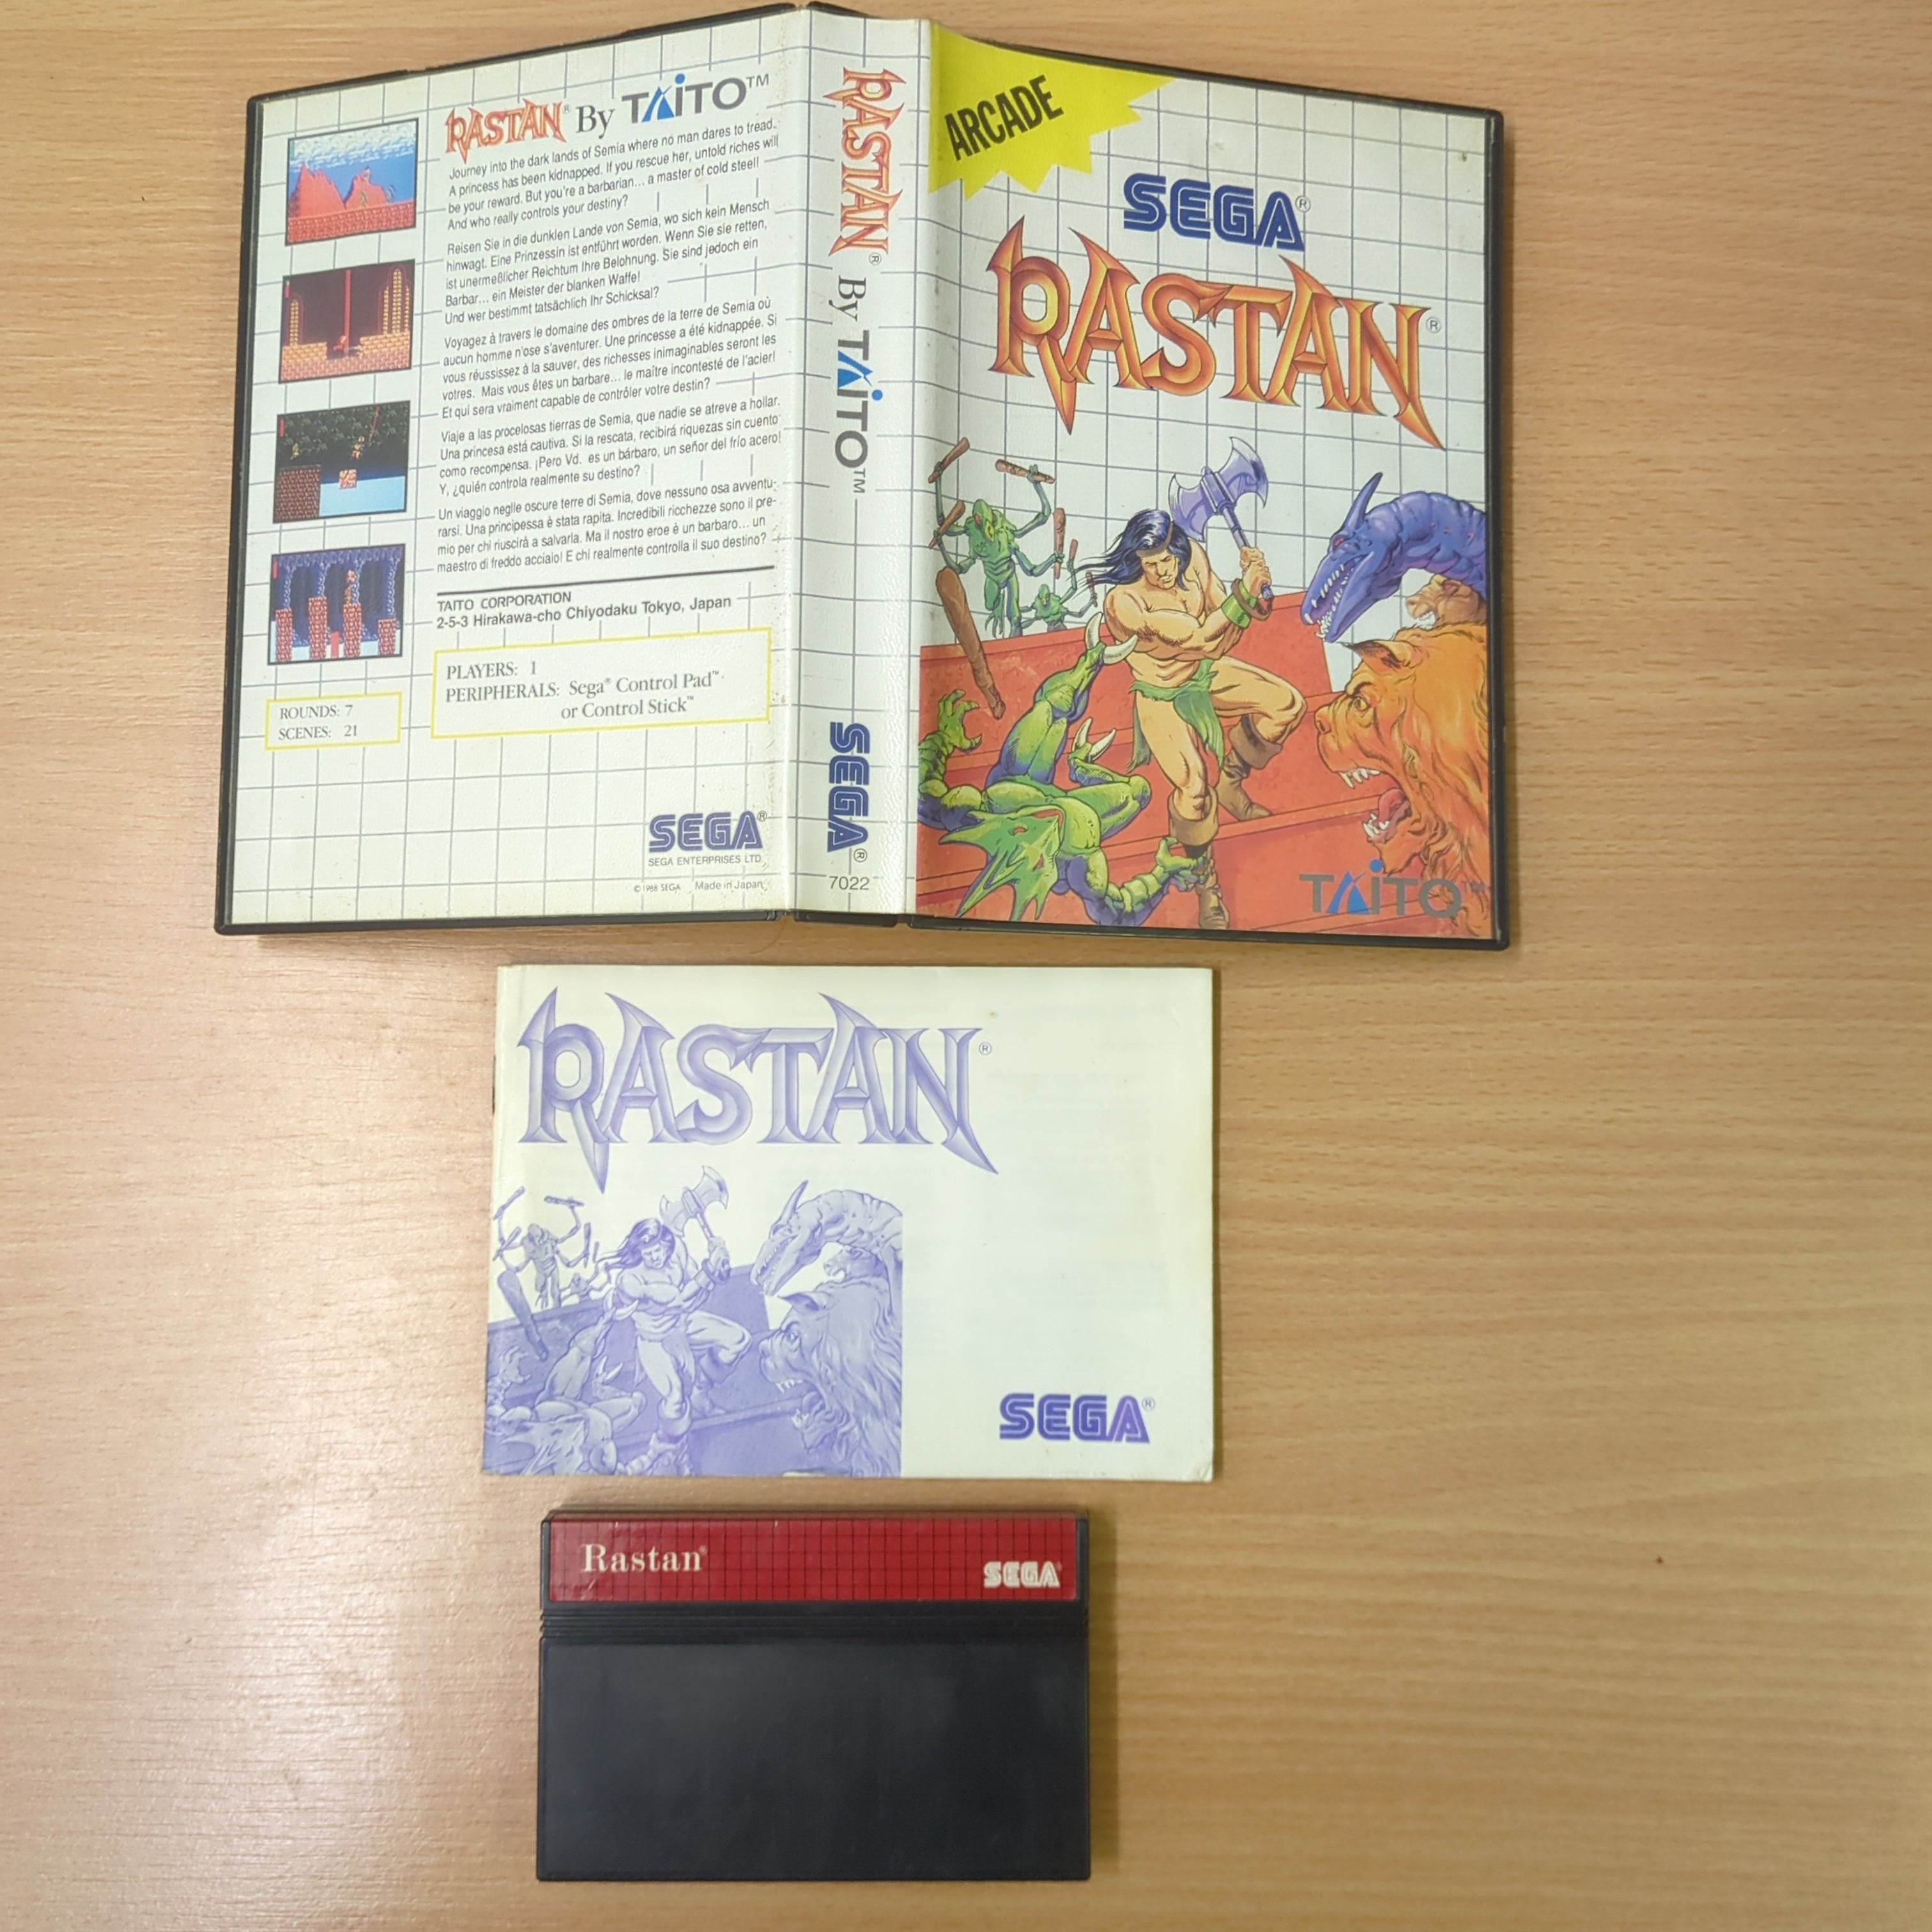 RASTAN® By TAITO™
Journey into the dark lands of Semia where no man dares to tread.
A princess has been kidnapped. If you rescue her, untold riches will
be your reward. But you're a barbarian... a master of cold steel!
And who really controls your destiny?
Reisen Sie in die dunklen Lande von Semia, wo sich kein Mensch
hinwagt. Eine Prinzessin ist entführt worden. Wenn Sie sie retten,
ist unermeßlicher Reichtum Ihre Belohnung. Sie sind jedoch ein
Barbar... ein Meister der blanken Waffe!
Und wer bestimmt tatsächlich Ihr Schicksal?
Voyagez à travers le domaine des ombres de la terre de Semia où
aucun homme n'ose s'aventurer. Une princesse a été kidnappée. Si
vous réussissez à la sauver, des richesses inimaginables seront les
votres. Mais vous êtes un barbare... le maître incontesté de l'acier!
Et qui sera vraiment capable de contrôler votre destin?
Viaje a las procelosas tierras de Semia, que nadie se atreve a hollar.
Una princesa está cautiva. Si la rescata, recibirá riquezas sin cuento
como recompensa. ¡Pero Vd. es un bárbaro, un señor del frío acero!
Y, ¿quién controla realmente su destino?
Un viaggio neglie oscure terre di Semia, dove nessuno osa avventu-
rarsi. Una principessa è stata rapita. Incredibili ricchezze sono il pre-
mio per chi riuscirà a salvarla. Ma il nostro eroe è un barbaro... un
maestro di freddo acciaio! E chi realmente controlla il suo destino?
TAITO CORPORATION
2-5-3 Hirakawa-cho Chiyodaku Tokyo, Japan
PLAYERS: 1
PERIPHERALS: Sega® Control Pad™
or Control Stick™
ROUNDS: 7
SCENES: 21
SEGA®
SEGA ENTERPRISES LTD.
©1988 SEGA Made in Japan
RASTAN® By TAITO™
SEGA®
7022
ARCADE
SEGA®
RASTAN®
TAITO™
RASTAN®
SEGA®
Rastan®
SEGA®